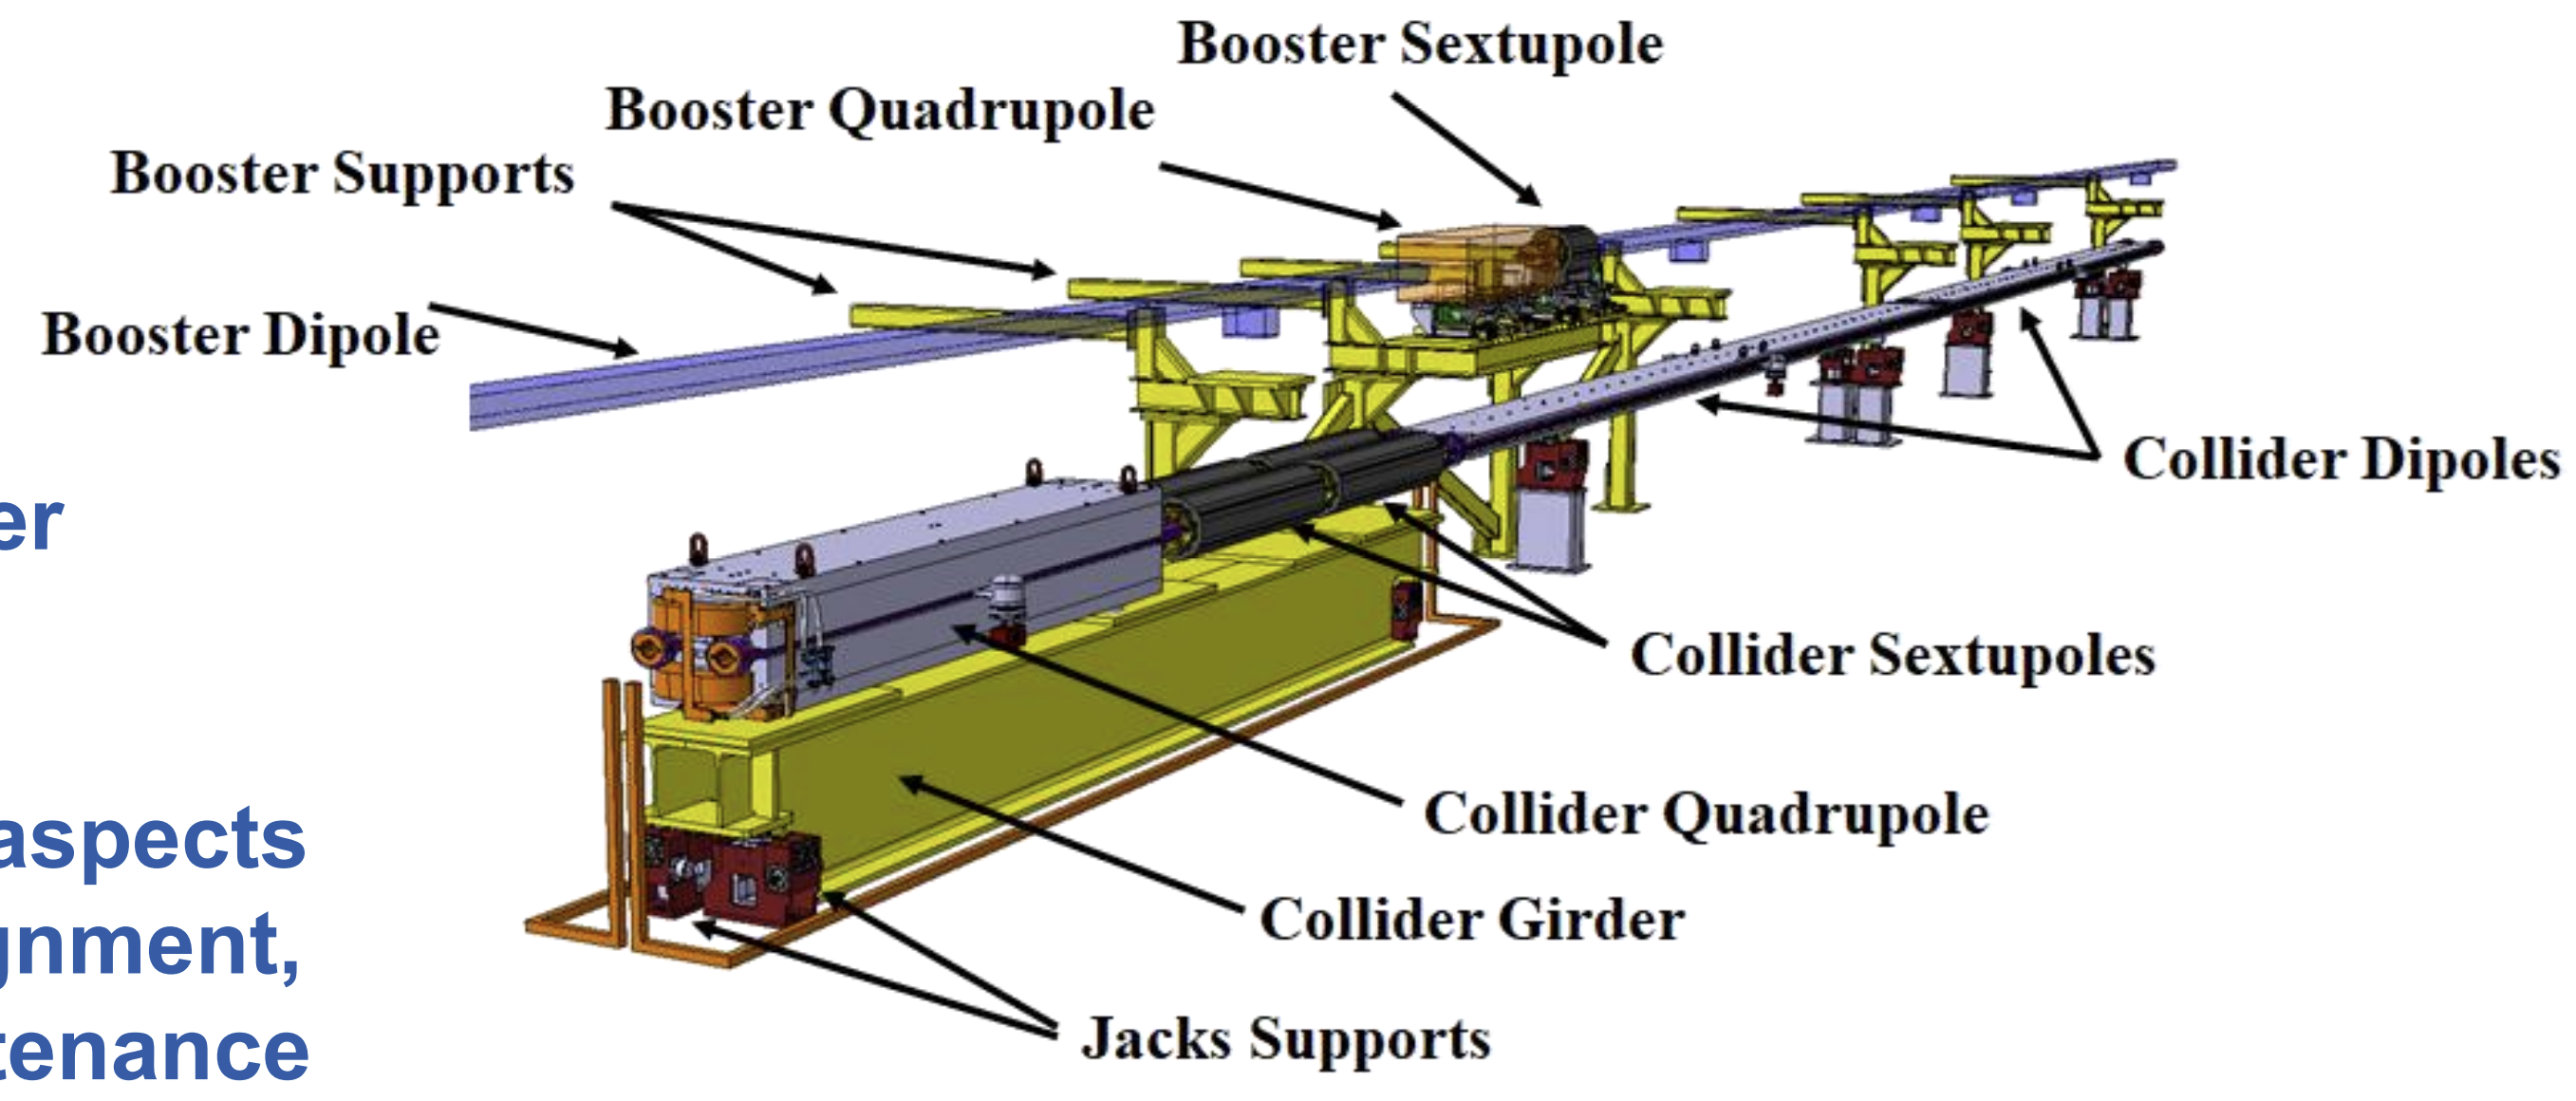 Booster Sextupole
Booster Quadrupole
Booster Supports
Booster Dipole
Collider Dipoles
er
Collider Sextupoles
Collider Quadrupole
aspects
Collider Girder
gnment,
Jacks Supports
tenance